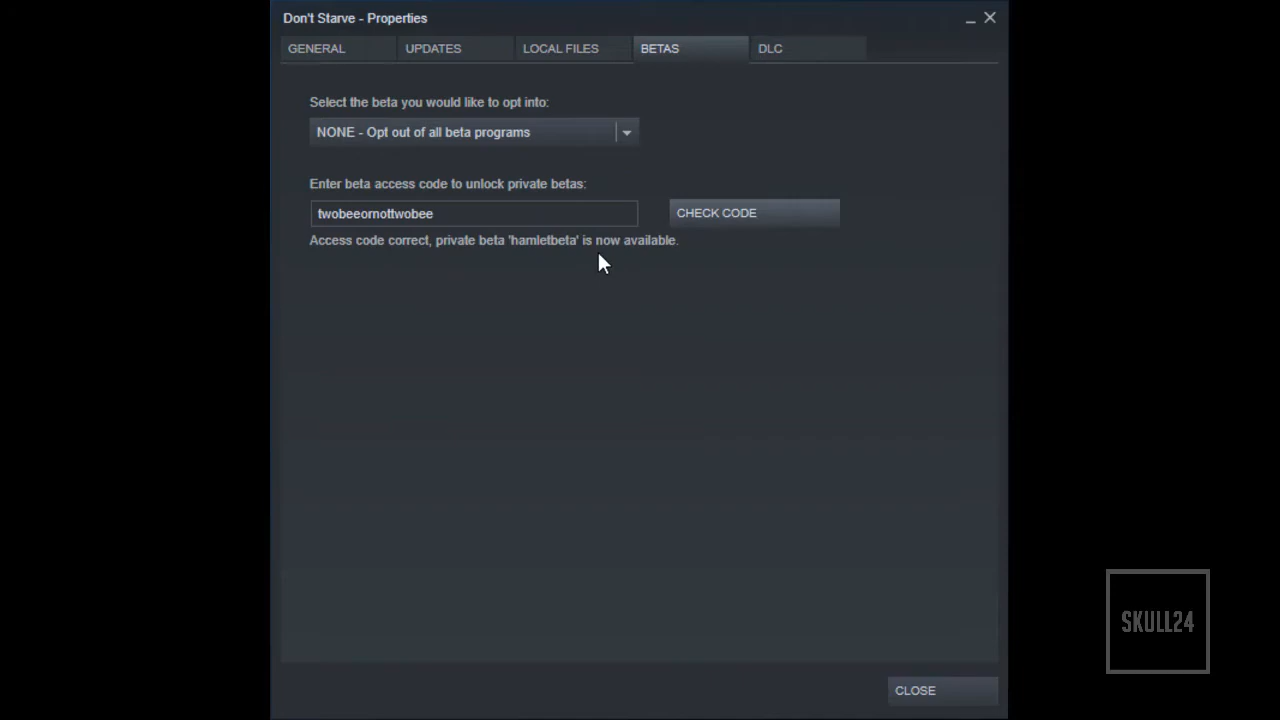 Don't Starve - Properties
GENERAL
UPDATES
LOCAL FILES
BETAS
DLC
Select the beta you would like to opt into:
NONE - Opt out of all beta programs
Enter beta access code to unlock private betas:
twobeeornottwobee
CHECK CODE
Access code correct, private beta 'hamletbeta' is now available.
SKULL24
CLOSE